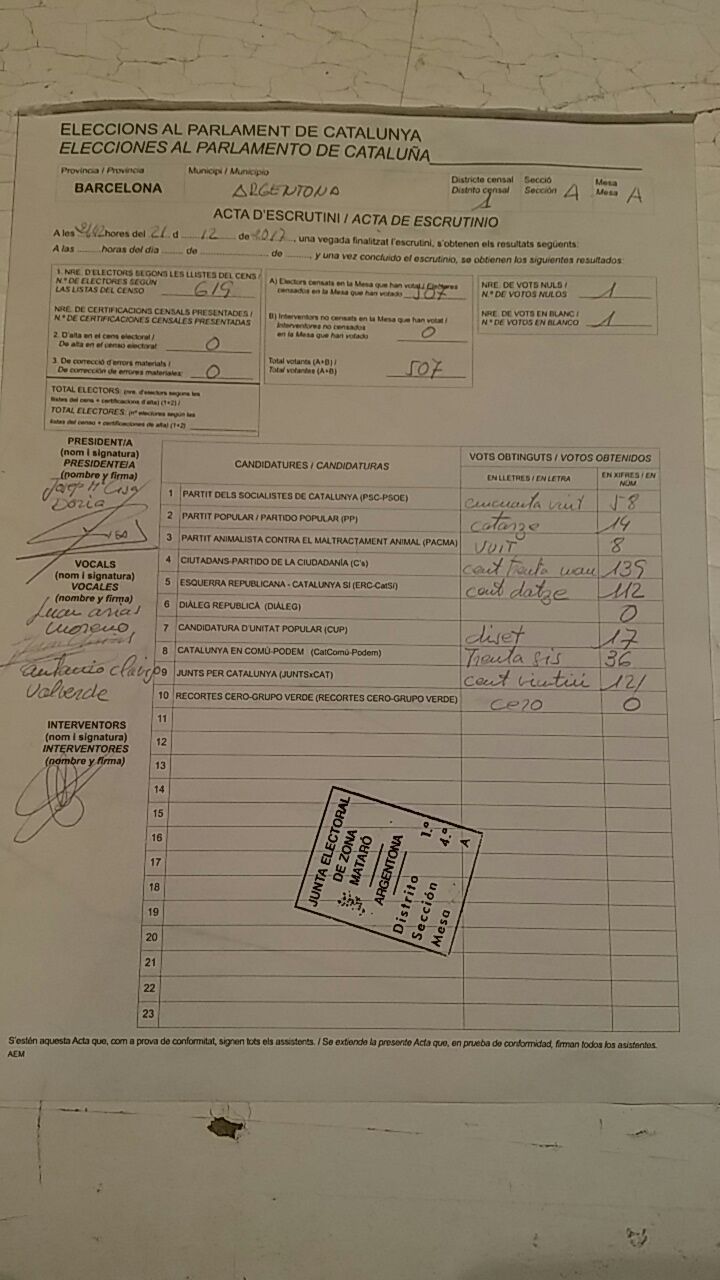 ELECCIONS AL PARLAMENT DE CATALUNYA
ELECCIONES AL PARLAMENTO DE CATALUÑA
Provincia / Provincia
BARCELONA
Municipi / Municipio
ARGENTONA
Districte censal
Distrito censal 1
Secció
Sección 4
Mesa
Mesa A
ACTA D'ESCRUTINI / ACTA DE ESCRUTINIO
A les hores del 21 d 12 de 2017, una vegada finalitzat l'escrutini, s'obtenen els resultats següents:
A las ............horas del día ........ de .................... de ..........., y una vez concluido el escrutinio, se obtienen los siguientes resultados:
1. NRE. D'ELECTORS SEGONS LES LLISTES DEL CENS /
N.º DE ELECTORES SEGÚN
LAS LISTAS DEL CENSO 619
NRE. DE CERTIFICACIONS CENSALS PRESENTADES /
N.º DE CERTIFICACIONES CENSALES PRESENTADAS
2. D'alta en el cens electoral /
De alta en el censo electoral: 0
3. De correcció d'errors materials /
De corrección de errores materiales: 0
TOTAL ELECTORS: (nre. d'electors segons les
llistes del cens + certificacions d'alta) (1+2) /
TOTAL ELECTORES: (nº electores según las
listas del censo + certificaciones de alta) (1+2)
A) Electors censats en la Mesa que han votat / Electores
censados en la Mesa que han votado 507
B) Interventors no censats en la Mesa que han votat /
Interventores no censados
en la Mesa que han votado 0
Total votants (A+B) /
Total votantes (A+B) 507
NRE. DE VOTS NULS /
N.º DE VOTOS NULOS 1
NRE. DE VOTS EN BLANC /
N.º DE VOTOS EN BLANCO 1
PRESIDENT/A
(nom i signatura)
PRESIDENTE/A
(nombre y firma)
Josep Mª
Doria
VOCALS
(nom i signatura)
VOCALES
(nombre y firma)
Juan arias
Moreno
antonio
Valverde
INTERVENTORS
(nom i signatura)
INTERVENTORES
(nombre y firma)
CANDIDATURES / CANDIDATURAS
VOTS OBTINGUTS / VOTOS OBTENIDOS
EN LLETRES / EN LETRA
EN XIFRES / EN NÚM.
1 PARTIT DELS SOCIALISTES DE CATALUNYA (PSC-PSOE) cincuanta vuit 58
2 PARTIT POPULAR / PARTIDO POPULAR (PP) catorze 14
3 PARTIT ANIMALISTA CONTRA EL MALTRACTAMENT ANIMAL (PACMA) VUIT 8
4 CIUTADANS-PARTIDO DE LA CIUDADANÍA (C's) cent trenta nou 139
5 ESQUERRA REPUBLICANA - CATALUNYA SÍ (ERC-CatSí) cent dotze 112
6 DIÀLEG REPUBLICÀ (DIÀLEG) 0
7 CANDIDATURA D'UNITAT POPULAR (CUP) diset 17
8 CATALUNYA EN COMÚ-PODEM (CatComú-Podem) Trenta sis 36
9 JUNTS PER CATALUNYA (JUNTSxCAT) cent 121
10 RECORTES CERO-GRUPO VERDE (RECORTES CERO-GRUPO VERDE) cero 0
11
12
13
14
15
16
17
18
19
20
21
22
23
JUNTA ELECTORAL
DE ZONA
MATARÓ
ARGENTONA
Distrito 1.º
Sección 4.ª
Mesa A
S'estén aquesta Acta que, com a prova de conformitat, signen tots els assistents. / Se extiende la presente Acta que, en prueba de conformidad, firman todos los asistentes.
AEM